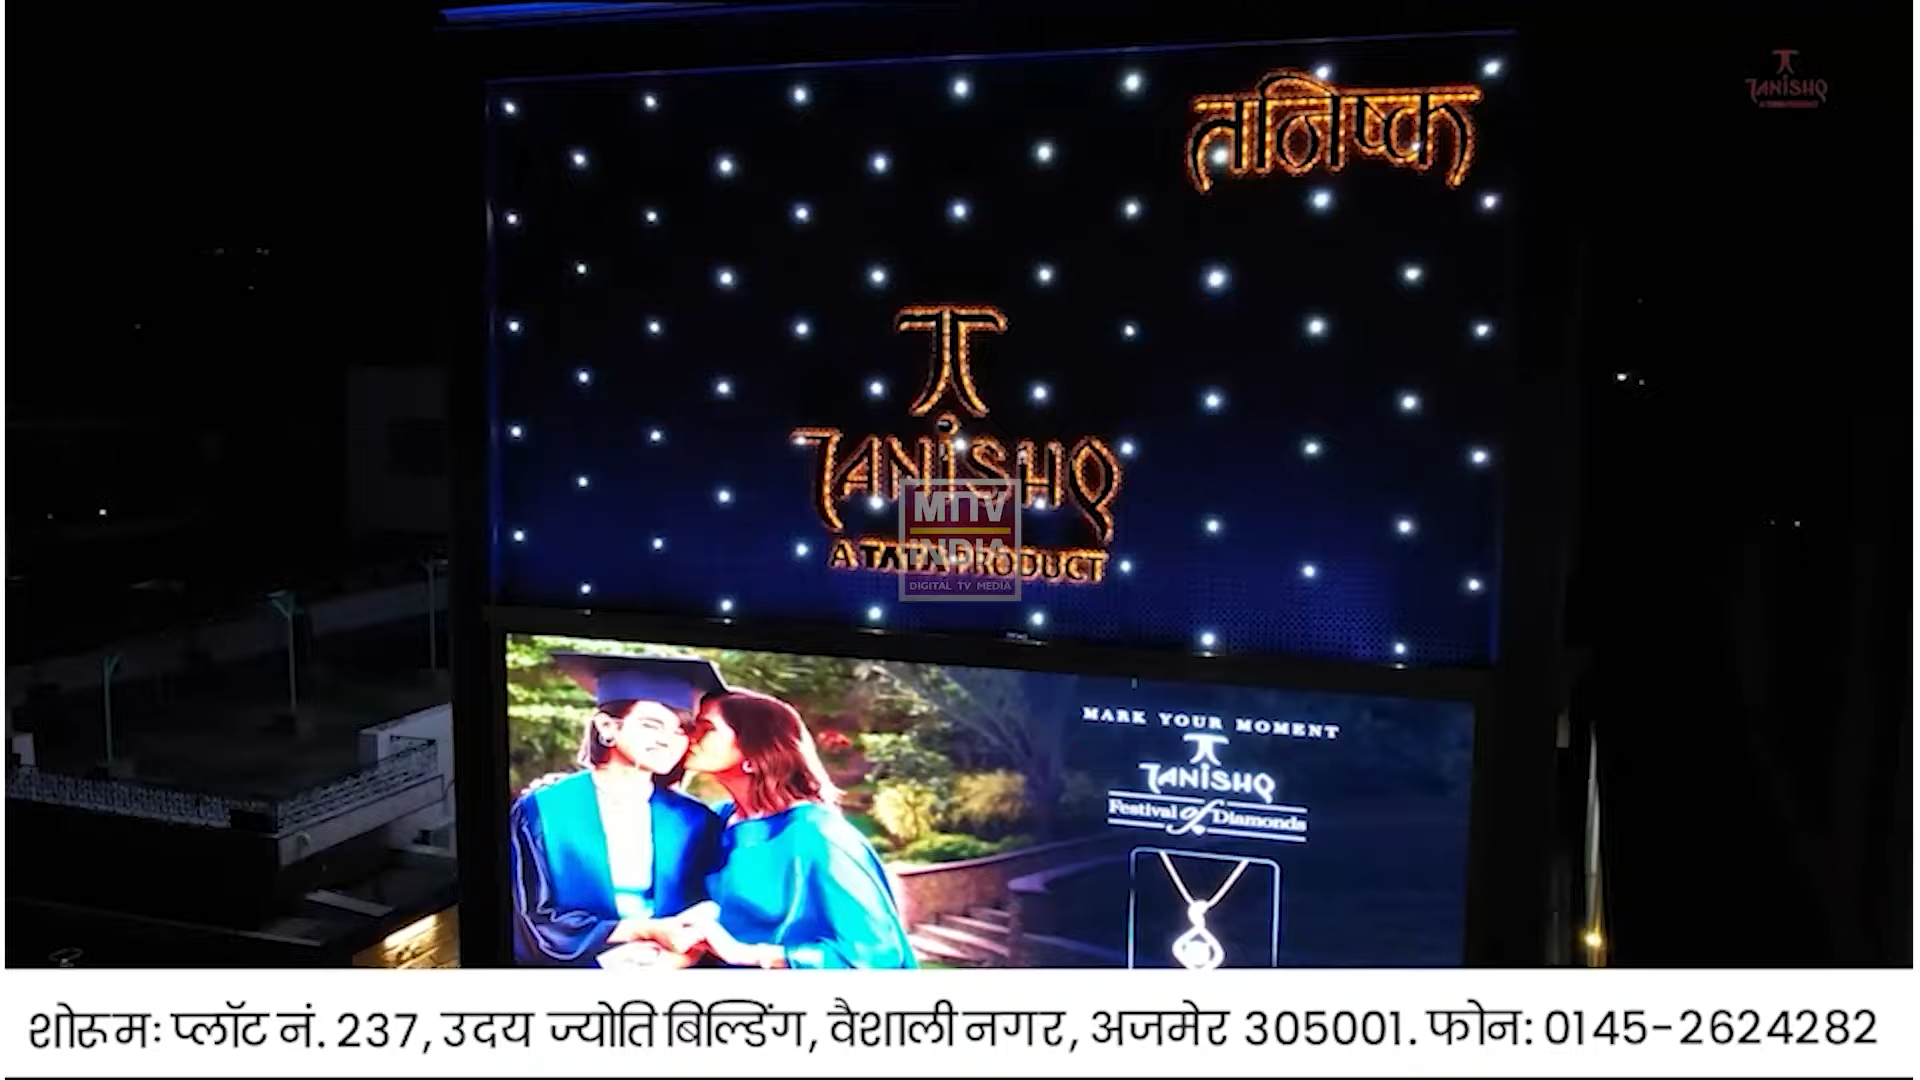 तनिष्क
TANISHQ
TANISHQ
A TATA PRODUCT
MTTV
INDIA
DIGITAL TV MEDIA
MARK YOUR MOMENT
TANISHQ
Festival of Diamonds
शोरूमः प्लॉट नं. 237, उदय ज्योति बिल्डिंग, वैशाली नगर, अजमेर 305001. फोन: 0145-2624282